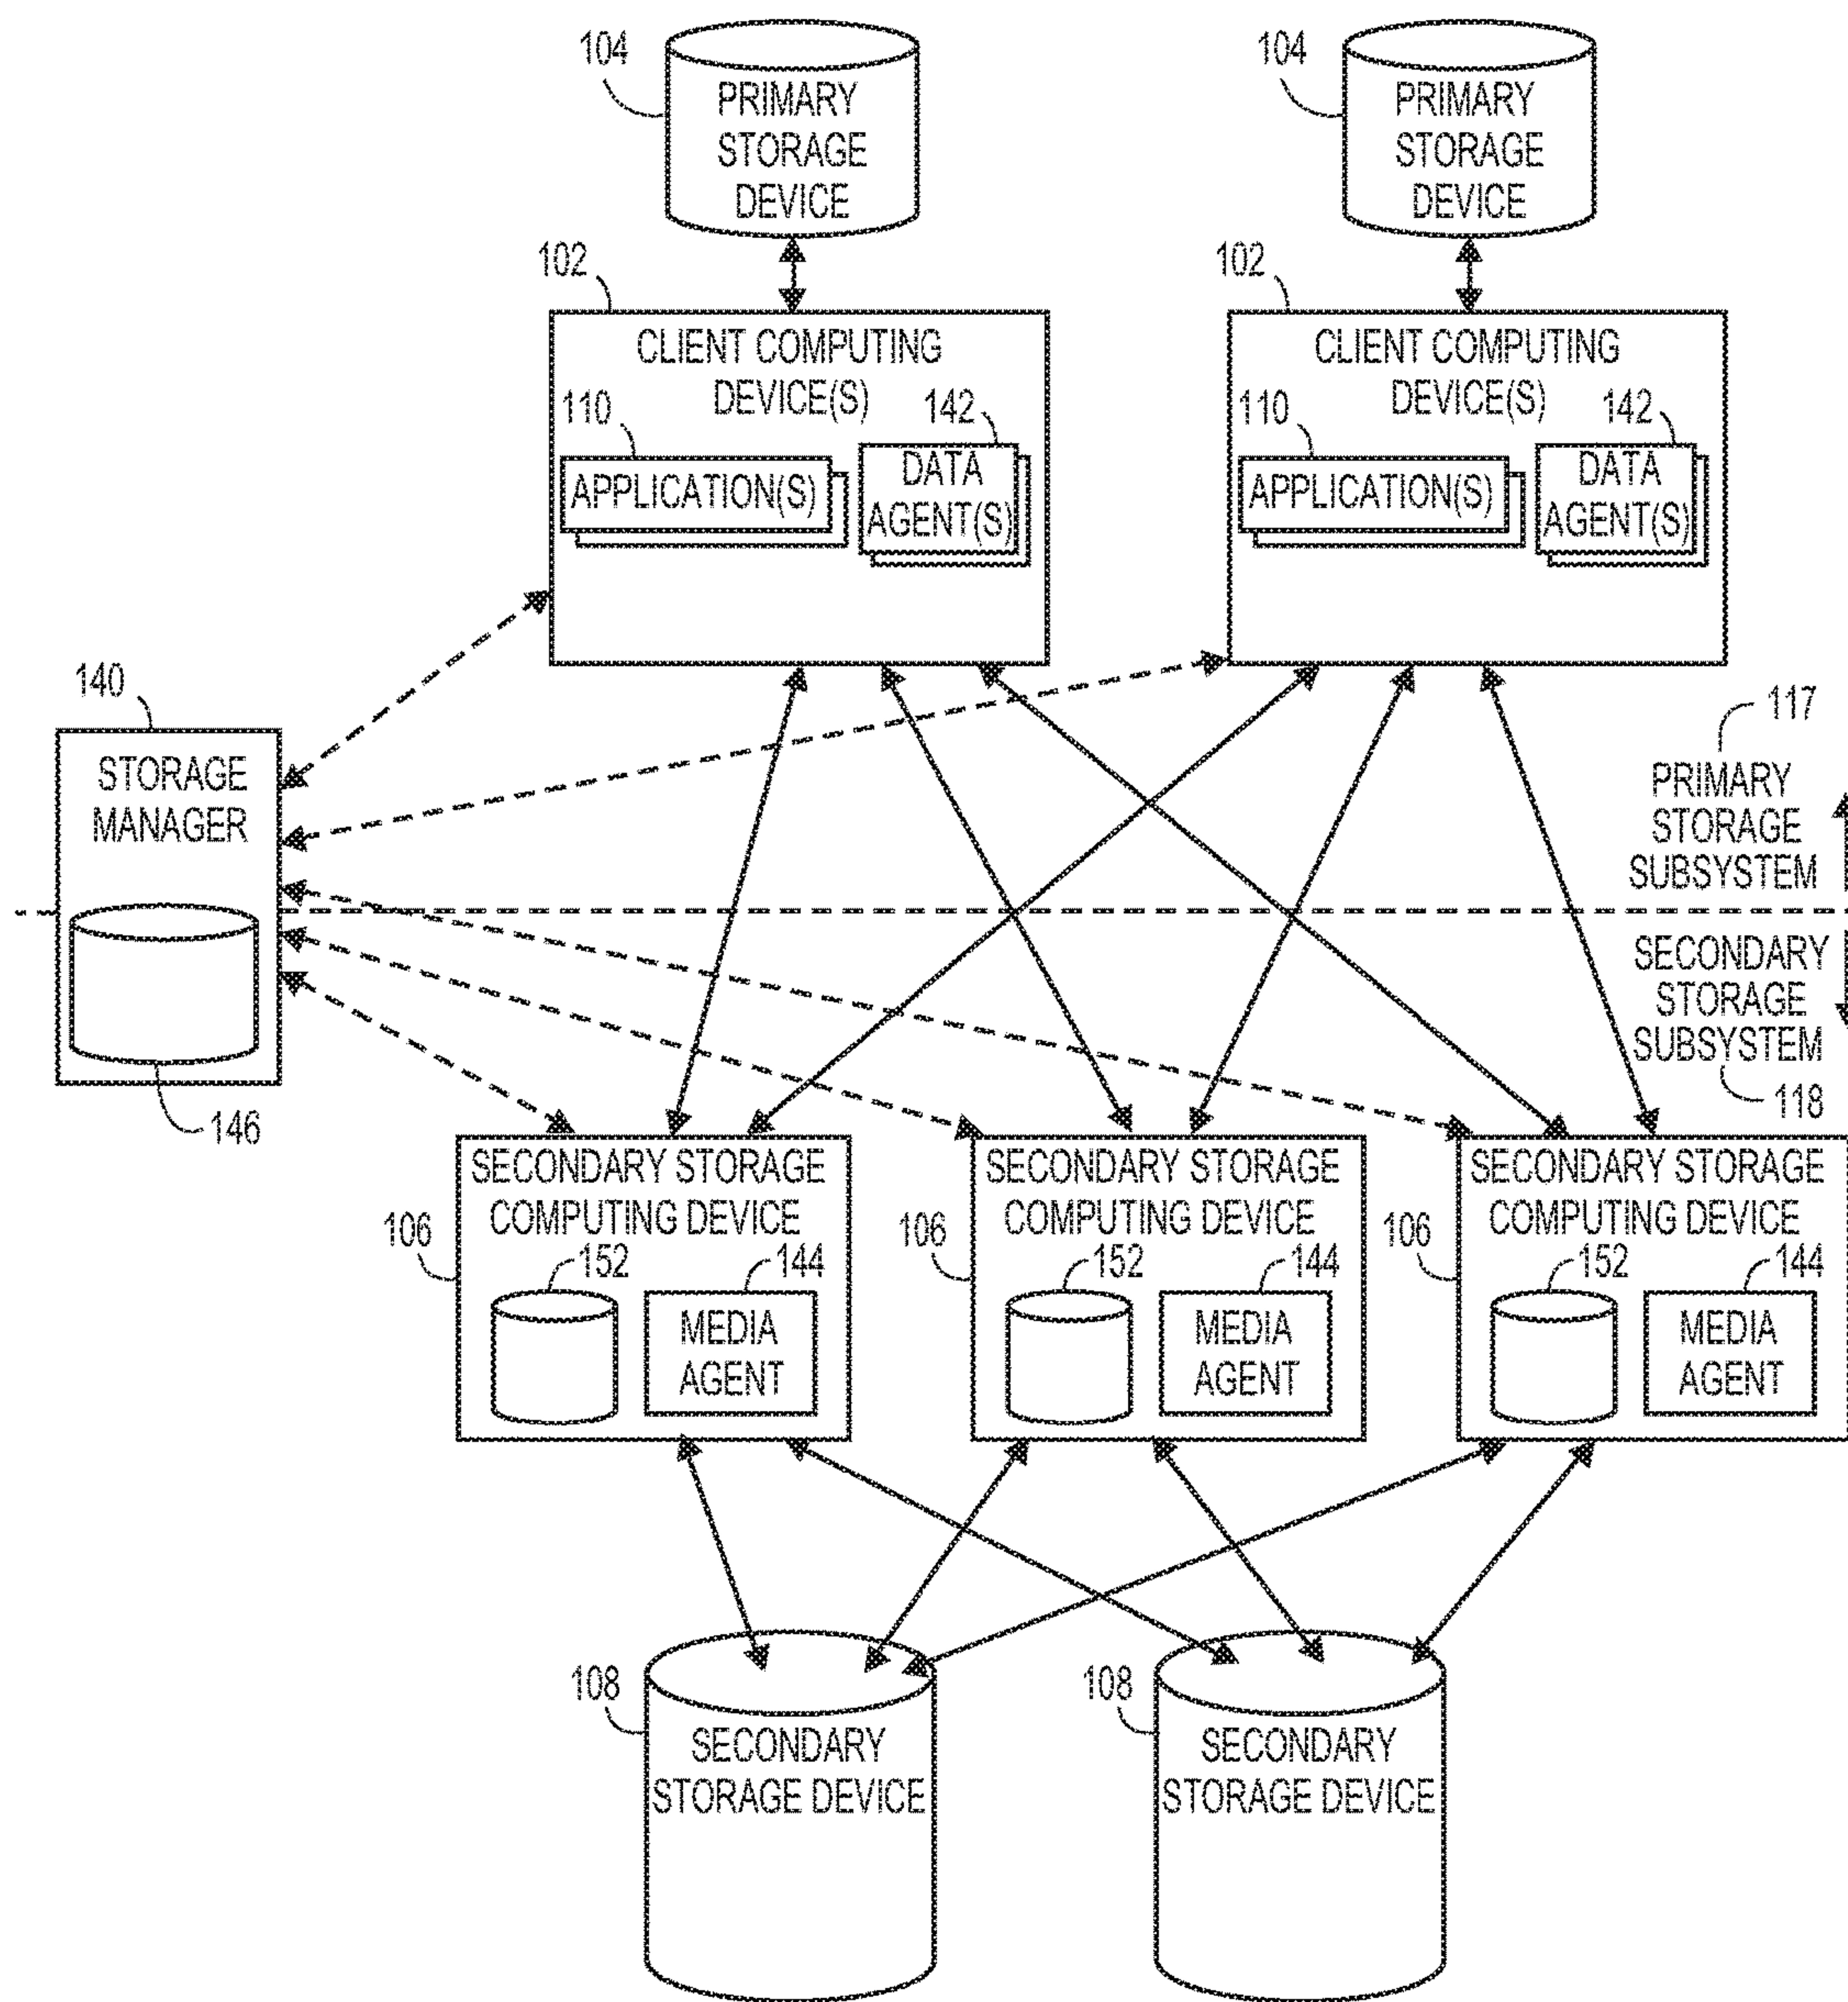 104
PRIMARY
STORAGE
DEVICE
104
PRIMARY
STORAGE
DEVICE
102
CLIENT COMPUTING
DEVICE(S)
110
142
APPLICATION(S)
DATA
AGENT(S)
102
CLIENT COMPUTING
DEVICE(S)
110
142
APPLICATION(S)
DATA
AGENT(S)
140
STORAGE
MANAGER
146
117
PRIMARY
STORAGE
SUBSYSTEM
SECONDARY
STORAGE
SUBSYSTEM
118
SECONDARY STORAGE
COMPUTING DEVICE
106
152
144
MEDIA
AGENT
SECONDARY STORAGE
COMPUTING DEVICE
106
152
144
MEDIA
AGENT
SECONDARY STORAGE
COMPUTING DEVICE
106
152
144
MEDIA
AGENT
108
SECONDARY
STORAGE DEVICE
108
SECONDARY
STORAGE DEVICE